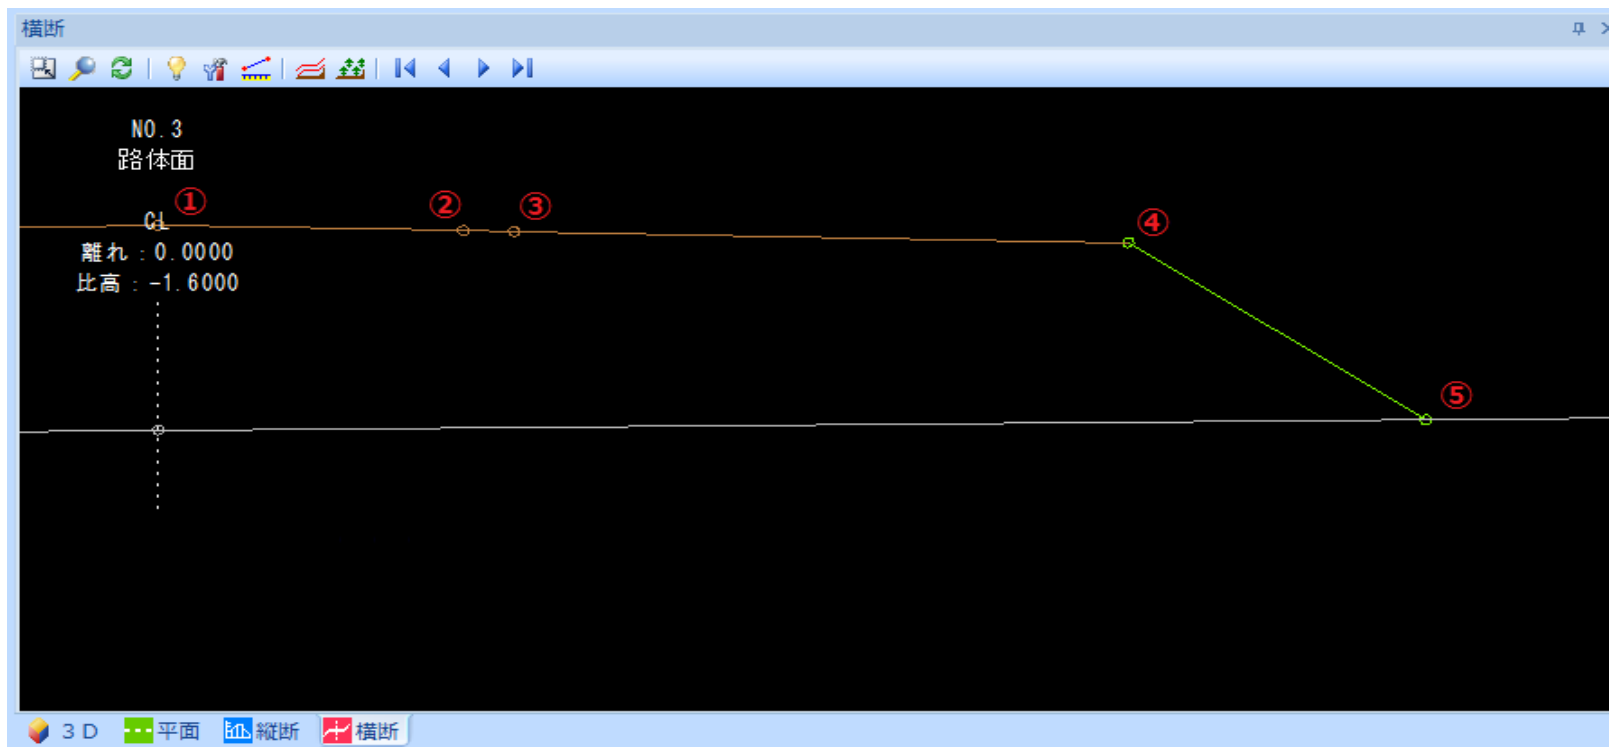 横断
NO.3
路体面
①
②
③
④
CL
離れ:0.0000
比高:-1.6000
⑤
3D 平面 縦断 横断